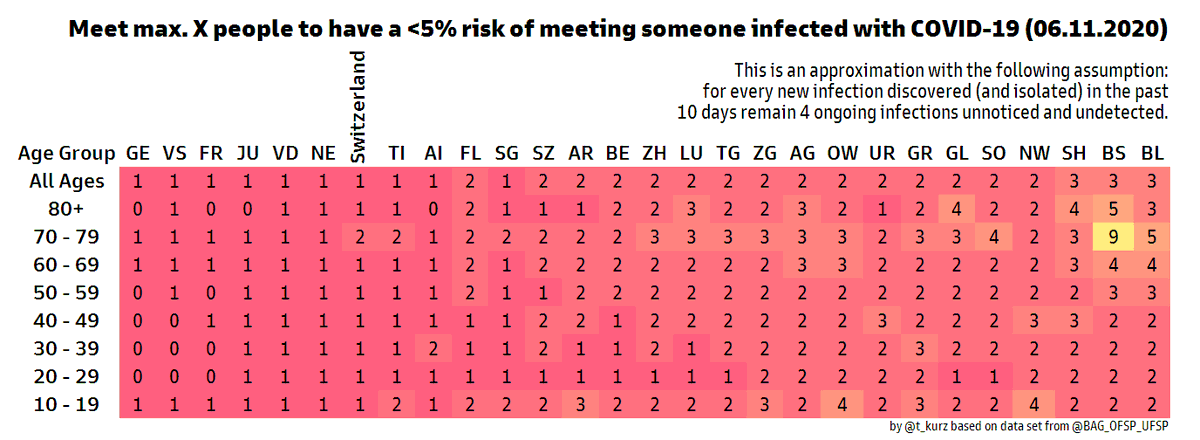 Meet max. X people to have a <5% risk of meeting someone infected with COVID-19 (06.11.2020)
This is an approximation with the following assumption:
for every new infection discovered (and isolated) in the past
10 days remain 4 ongoing infections unnoticed and undetected.
Age Group GE VS FR JU VD NE Switzerland TI AI FL SG SZ AR BE ZH LU TG ZG AG OW UR GR GL SO NW SH BS BL
All Ages 1 1 1 1 1 1 1 1 1 2 1 2 2 2 2 2 2 2 2 2 2 2 2 2 2 3 3 3
80+ 0 1 0 0 1 1 1 1 0 2 1 1 1 2 2 3 2 2 3 2 1 2 4 2 2 4 5 3
70 - 79 1 1 1 1 1 1 2 2 1 2 2 2 2 2 3 3 3 3 3 3 2 3 3 4 2 3 9 5
60 - 69 1 1 1 1 1 1 1 1 1 2 1 2 2 2 2 2 2 2 3 3 2 2 2 2 2 3 4 4
50 - 59 0 1 0 1 1 1 1 1 1 2 1 1 2 2 2 2 2 2 2 2 2 2 2 2 2 2 3 3
40 - 49 0 0 1 1 1 1 1 1 1 1 1 2 2 1 2 2 2 2 2 2 3 2 2 2 3 3 2 2
30 - 39 0 0 0 1 1 1 1 1 2 1 1 2 1 1 2 1 2 2 2 2 2 3 2 2 2 2 2 2
20 - 29 0 0 0 1 1 1 1 1 1 1 1 1 1 1 1 1 1 2 2 2 2 2 1 1 2 2 2 2
10 - 19 1 1 1 1 1 1 1 2 1 2 2 2 3 2 2 2 2 3 2 4 2 3 2 2 4 2 2 2
by @t_kurz based on data set from @BAG_OFSP_UFSP